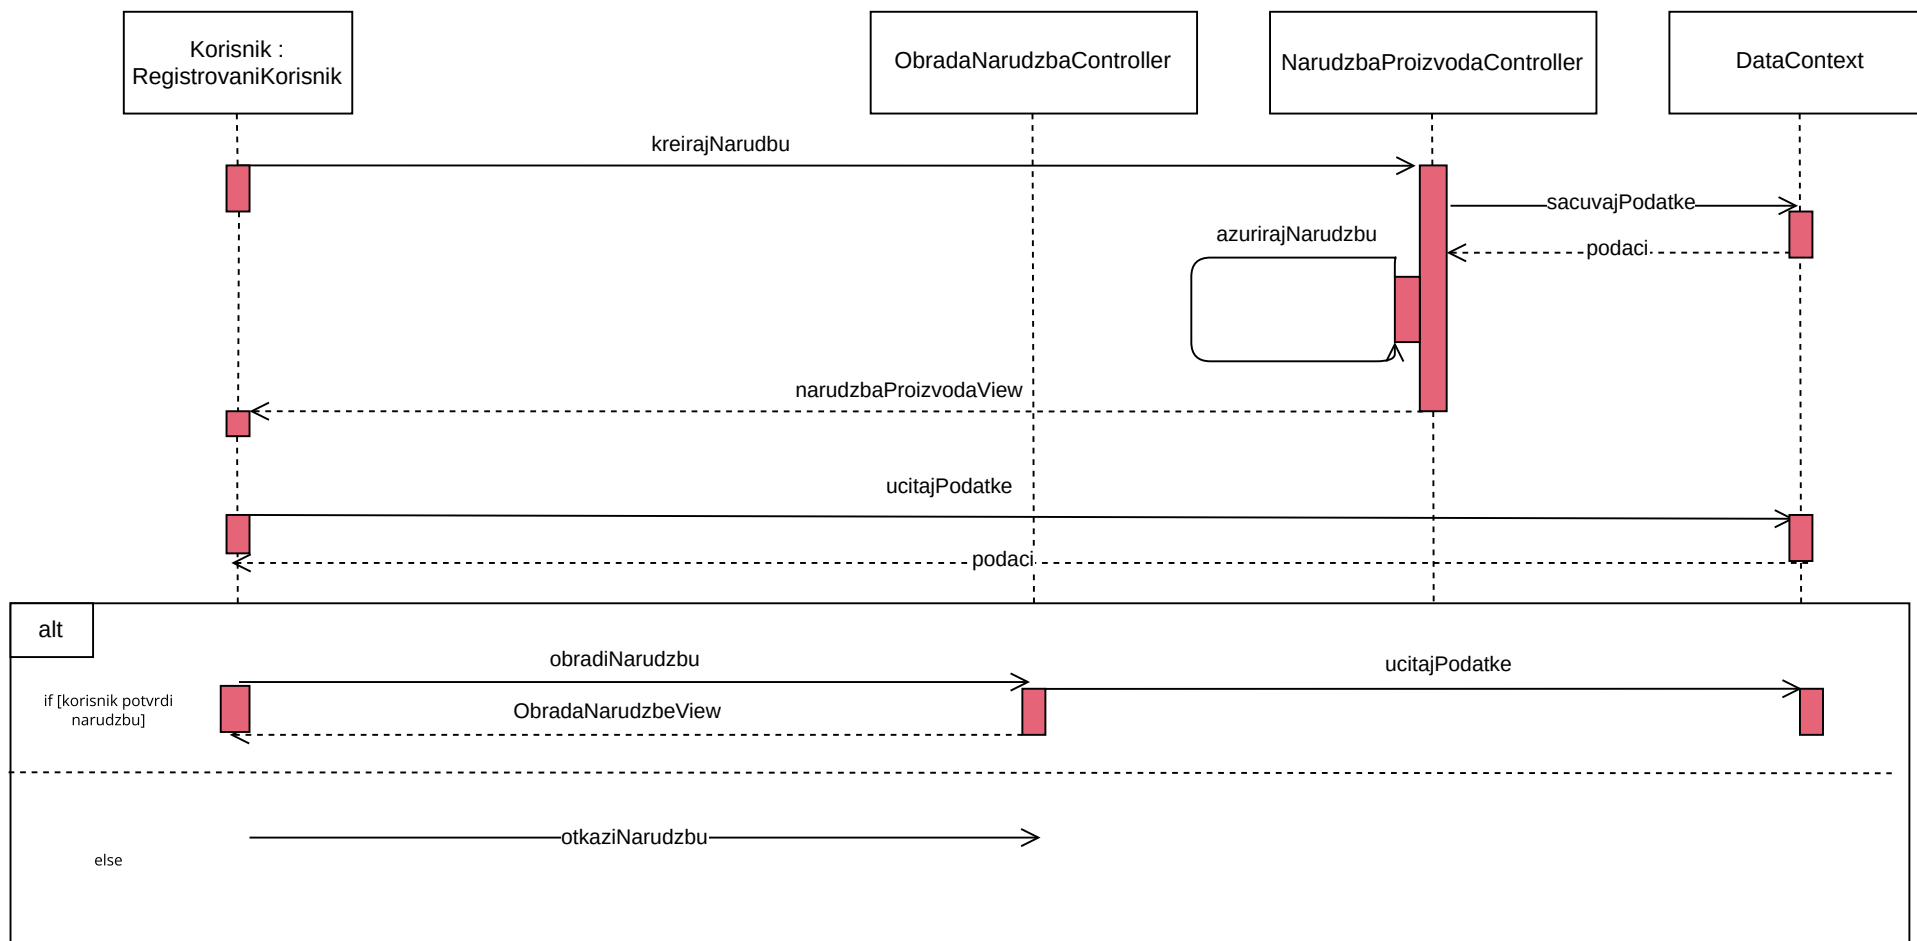 Korisnik :
RegistrovaniKorisnik
ObradaNarudzbaController
NarudzbaProizvodaController
DataContext
kreirajNarudbu
sacuvajPodatke
azurirajNarudzbu
podaci
narudzbaProizvodaView
ucitajPodatke
podaci
alt
obradiNarudzbu
ucitajPodatke
if [korisnik potvrdi
narudzbu]
ObradaNarudzbeView
otkaziNarudzbu
else